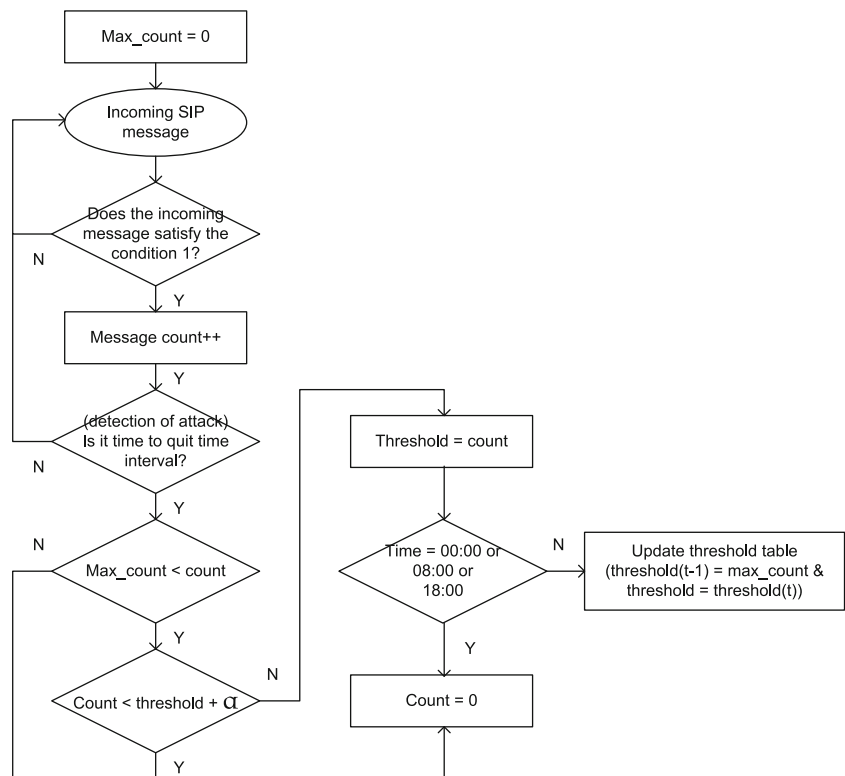 Max_count = 0
Incoming SIP
message
Does the incoming
message satisfy the
condition 1?
N
Y
Message count++
Y
(detection of attack)
Is it time to quit time
interval?
N
Y
N
Max_count < count
Y
Count < threshold + α
N
Y
Threshold = count
Time = 00:00 or
08:00 or
18:00
N
Y
Update threshold table
(threshold(t-1) = max_count &
threshold = threshold(t))
Count = 0